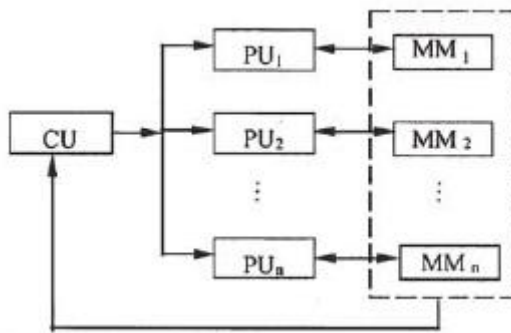 PU₁ MM₁
CU PU₂ MM₂
⋮ ⋮
PUₙ MMₙ